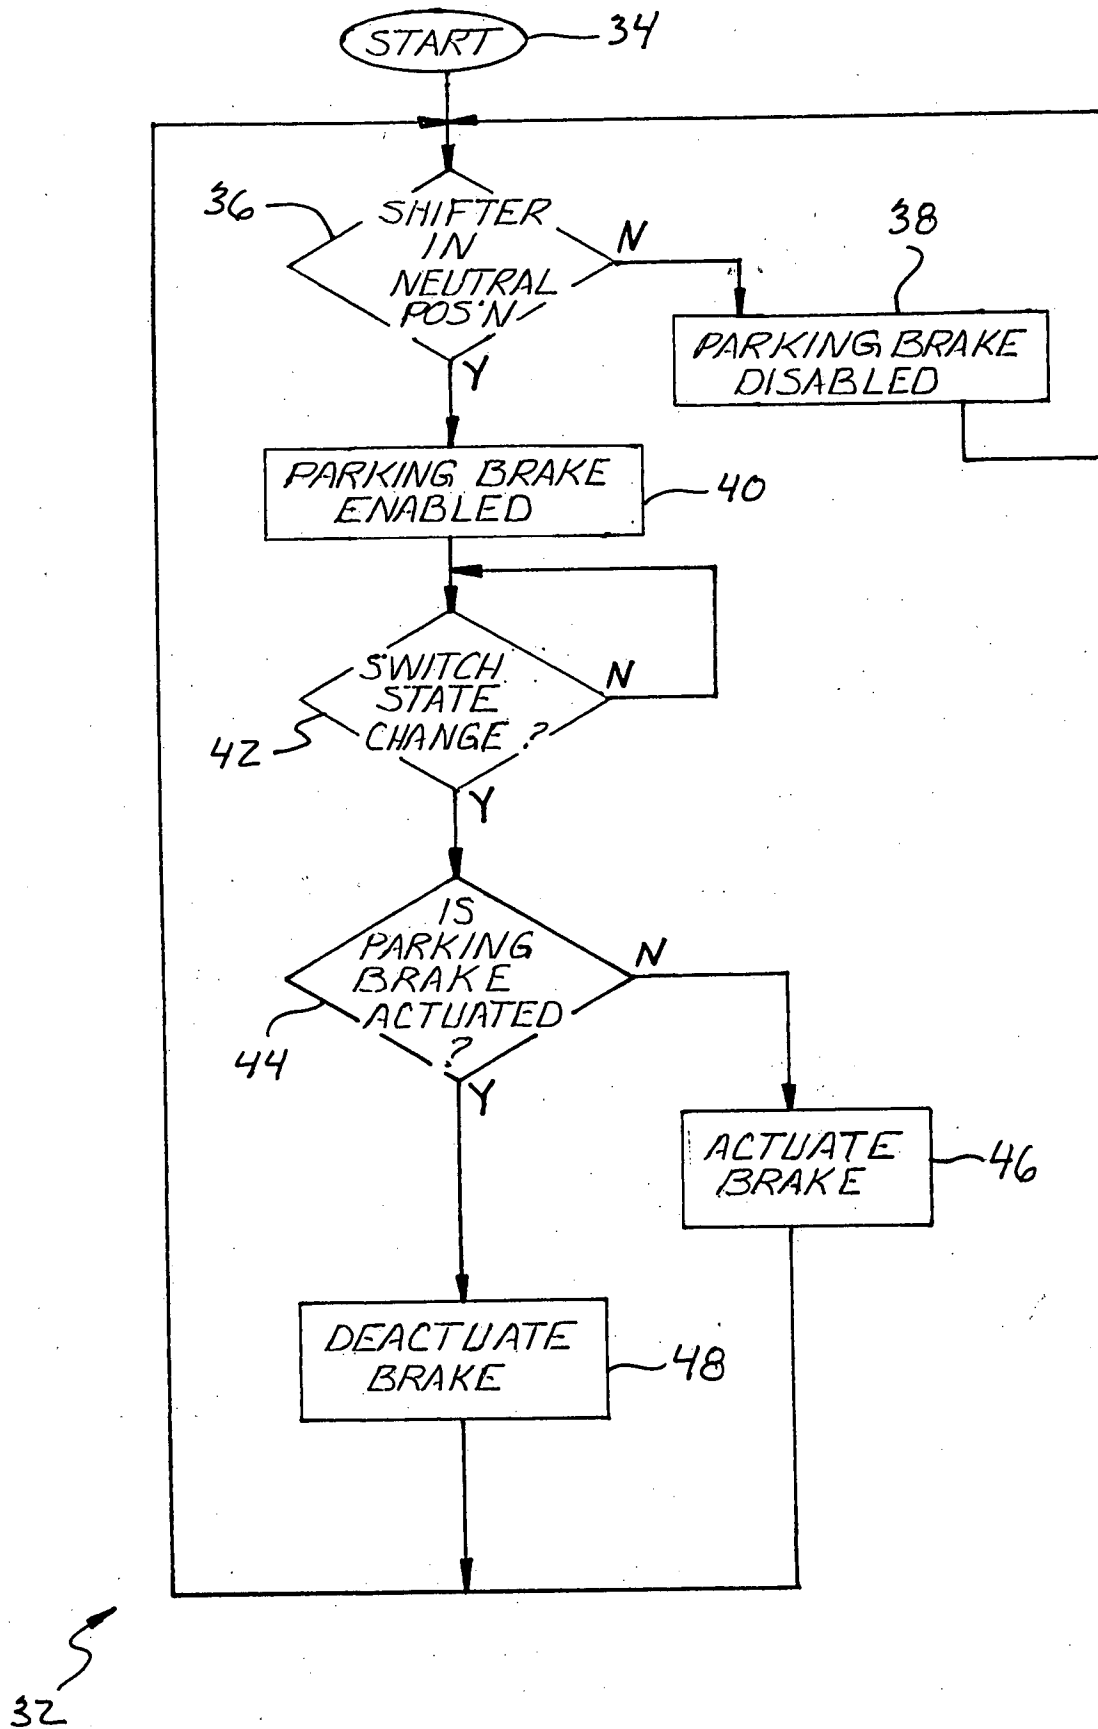 START
34
36
SHIFTER
IN
NEUTRAL
POS'N
N
38
PARKING BRAKE
DISABLED
Y
PARKING BRAKE
ENABLED
40
SWITCH
STATE
CHANGE ?
N
42
Y
IS
PARKING
BRAKE
ACTUATED
?
N
44
Y
ACTUATE
BRAKE
46
DEACTUATE
BRAKE
48
32